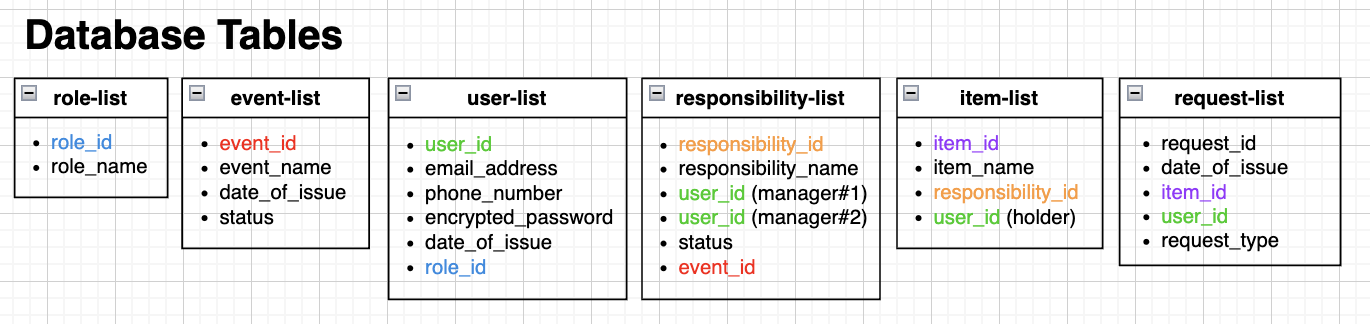 Database Tables
role-list
role_id
role_name
event-list
event_id
event_name
date_of_issue
status
user-list
user_id
email_address
phone_number
encrypted_password
date_of_issue
role_id
responsibility-list
responsibility_id
responsibility_name
user_id (manager#1)
user_id (manager#2)
status
event_id
item-list
item_id
item_name
responsibility_id
user_id (holder)
request-list
request_id
date_of_issue
item_id
user_id
request_type